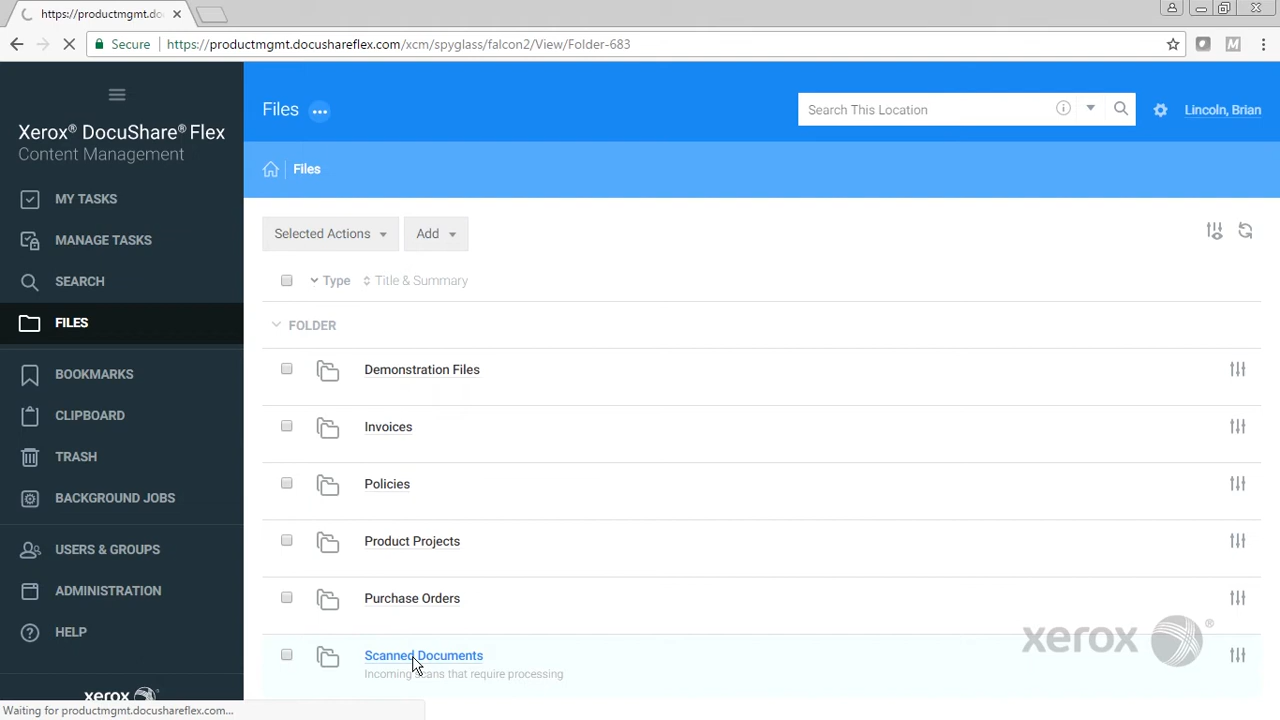 https://productmgmt.do
Secure
https://productmgmt.docushareflex.com/xcm/spyglass/falcon2/View/Folder-683
M
Xerox® DocuShare® Flex
Content Management
MY TASKS
MANAGE TASKS
SEARCH
FILES
BOOKMARKS
CLIPBOARD
TRASH
BACKGROUND JOBS
USERS & GROUPS
ADMINISTRATION
HELP
xerox
Files
Search This Location
Lincoln, Brian
Files
Selected Actions
Add
Type
Title & Summary
FOLDER
Demonstration Files
Invoices
Policies
Product Projects
Purchase Orders
Scanned Documents
Incoming scans that require processing
xerox®
Waiting for productmgmt.docushareflex.com...